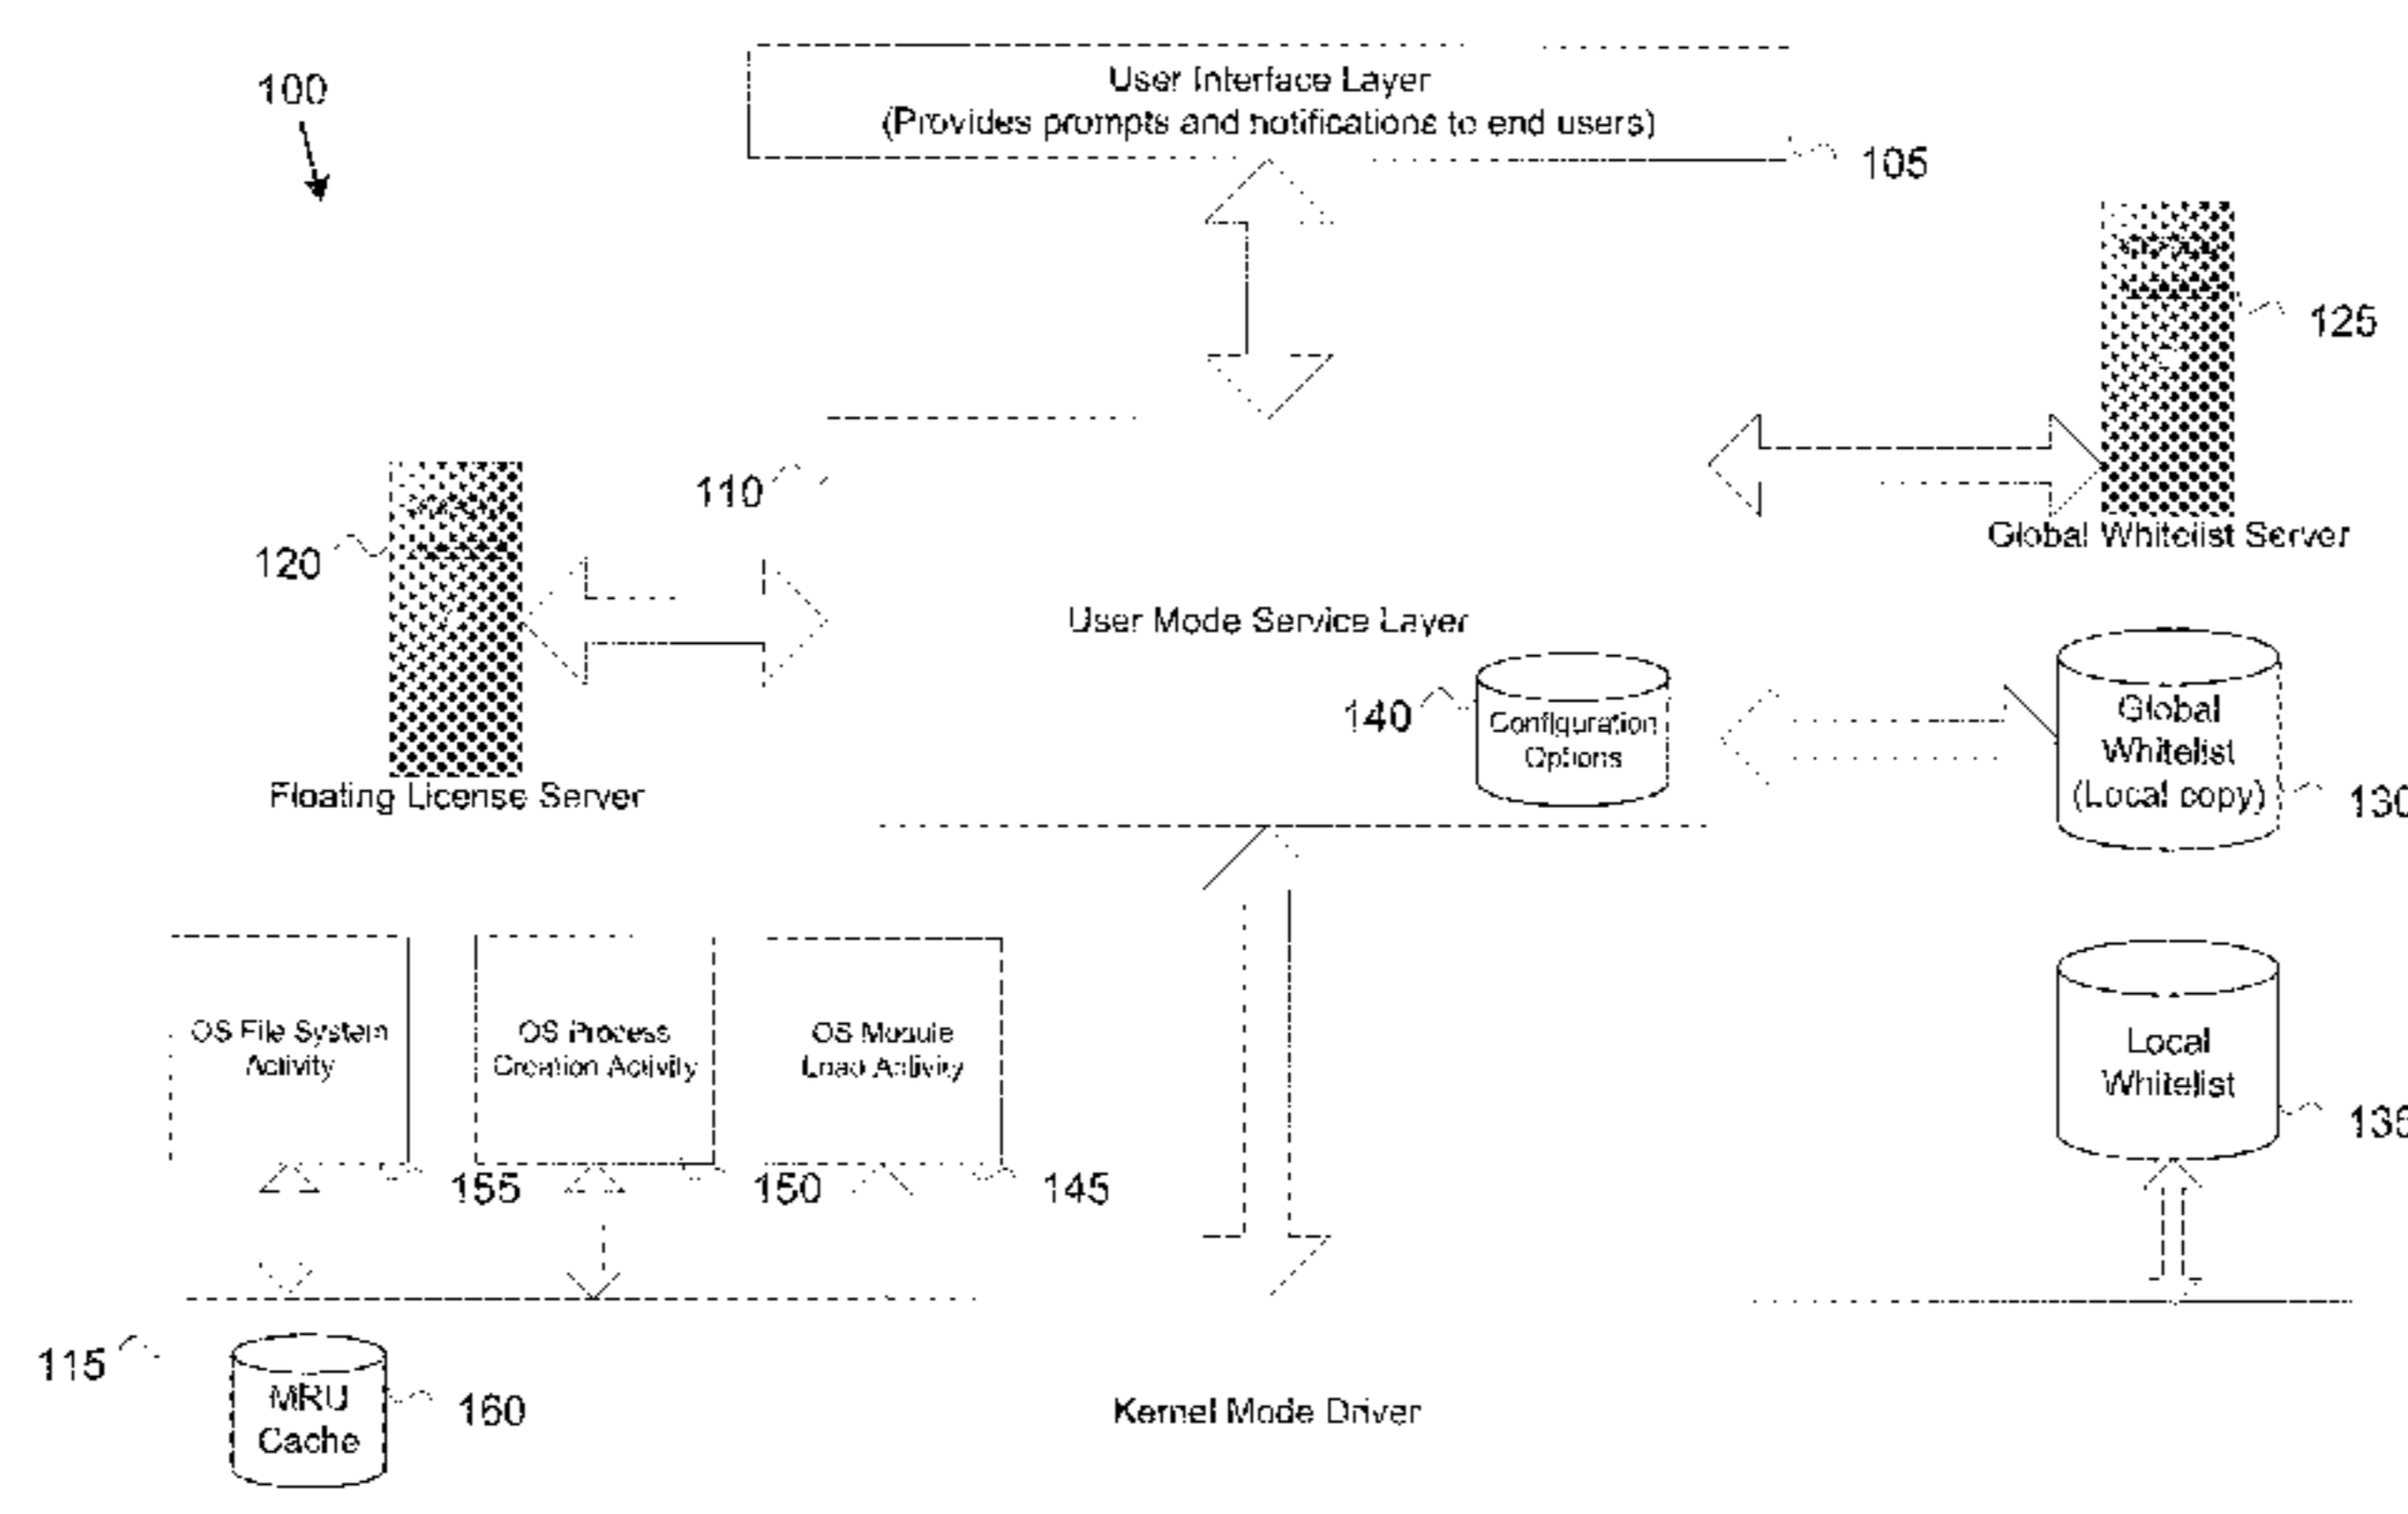 100
User Interface Layer
(Provides prompts and notifications to end users)
105
125
Global Whitelist Server
110
120
Floating License Server
User Mode Service Layer
140
Configuration
Options
Global
Whitelist
(Local copy)
130
OS File System
Activity
155
OS Process
Creation Activity
150
OS Module
Load Activity
145
Local
Whitelist
135
115
MRU
Cache
160
Kernel Mode Driver